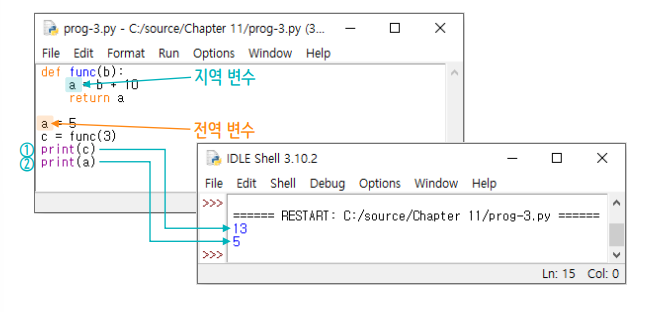 prog-3.py - C:/source/Chapter 11/prog-3.py (3...
File Edit Format Run Options Window Help
def func(b):
a = b + 10
return a
지역 변수
a = 5
전역 변수
c = func(3)
① print(c)
② print(a)
IDLE Shell 3.10.2
File Edit Shell Debug Options Window Help
>>>
====== RESTART: C:/source/Chapter 11/prog-3.py ======
13
5
>>>
Ln: 15 Col: 0